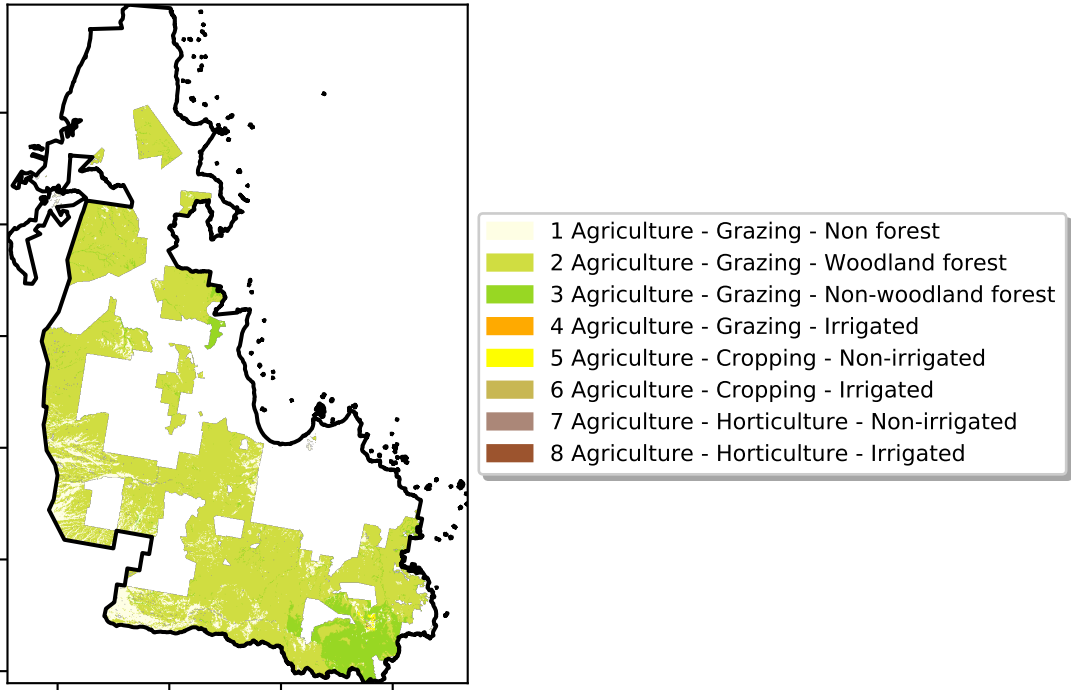 1 Agriculture - Grazing - Non forest
2 Agriculture - Grazing - Woodland forest
3 Agriculture - Grazing - Non-woodland forest
4 Agriculture - Grazing - Irrigated
5 Agriculture - Cropping - Non-irrigated
6 Agriculture - Cropping - Irrigated
7 Agriculture - Horticulture - Non-irrigated
8 Agriculture - Horticulture - Irrigated